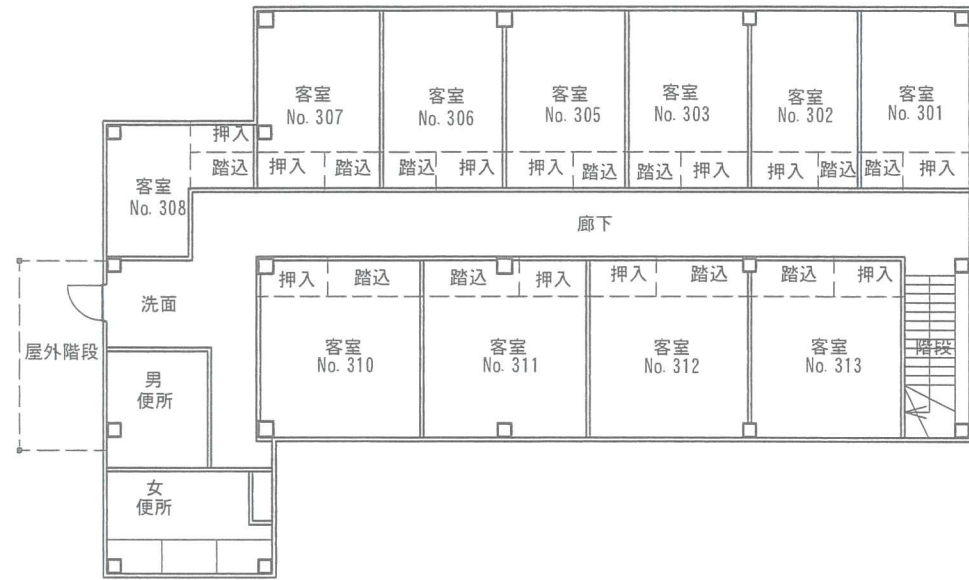 客室
No. 307
客室
No. 306
客室
No. 305
客室
No. 303
客室
No. 302
客室
No. 301
押入
踏込
押入
踏込
踏込
押入
押入
踏込
踏込
押入
押入
踏込
踏込
押入
客室
No. 308
廊下
押入
踏込
踏込
押入
押入
踏込
踏込
押入
洗面
屋外階段
客室
No. 310
客室
No. 311
客室
No. 312
客室
No. 313
階段
男
便所
女
便所